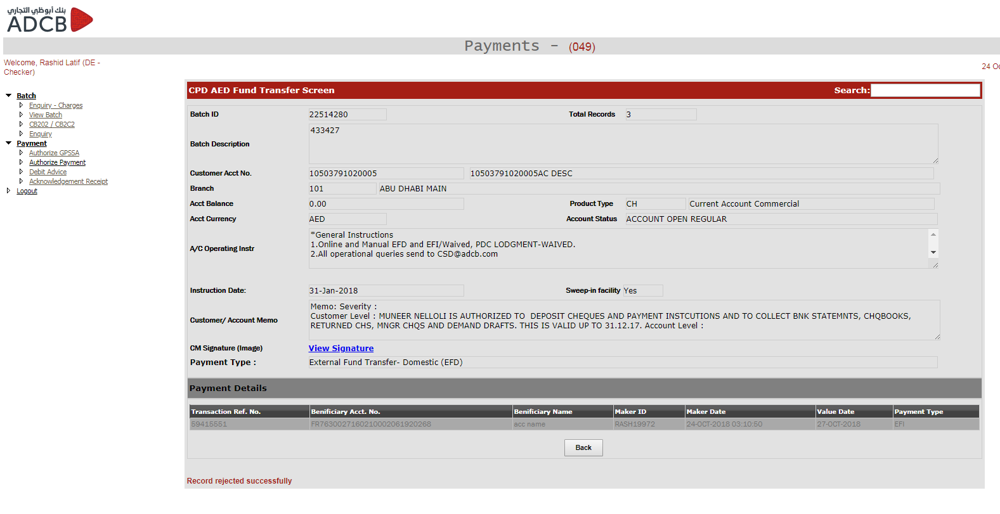 بنك أبوظبي التجاري
ADCB
Payments - (049)
Welcome, Rashid Latif (DE -
Checker)
24 Oc
Batch
Enquiry - Charges
View Batch
CB202 / CB2C2
Enquiry
Payment
Authorize GPSSA
Authorize Payment
Debit Advice
Acknowledgement Receipt
Logout
CPD AED Fund Transfer Screen Search:
Batch ID 22514280 Total Records 3
Batch Description 433427
Customer Acct No. 10503791020005 10503791020005AC DESC
Branch 101 ABU DHABI MAIN
Acct Balance 0.00 Product Type CH Current Account Commercial
Acct Currency AED Account Status ACCOUNT OPEN REGULAR
A/C Operating Instr
*General Instructions
1.Online and Manual EFD and EFI/Waived, PDC LODGMENT-WAIVED.
2.All operational queries send to CSD@adcb.com
Instruction Date: 31-Jan-2018 Sweep-in facility Yes
Customer/ Account Memo
Memo: Severity :
Customer Level : MUNEER NELLOLI IS AUTHORIZED TO DEPOSIT CHEQUES AND PAYMENT INSTCUTIONS AND TO COLLECT BNK STATEMNTS, CHQBOOKS,
RETURNED CHS, MNGR CHQS AND DEMAND DRAFTS. THIS IS VALID UP TO 31.12.17. Account Level :
CM Signature (Image) View Signature
Payment Type : External Fund Transfer- Domestic (EFD)
Payment Details
Transaction Ref. No. Benificiary Acct. No. Benificiary Name Maker ID Maker Date Value Date Payment Type
59415551 FR7630027160210002061920268 acc name RASH19972 24-OCT-2018 03:10:50 27-OCT-2018 EFI
Back
Record rejected successfully